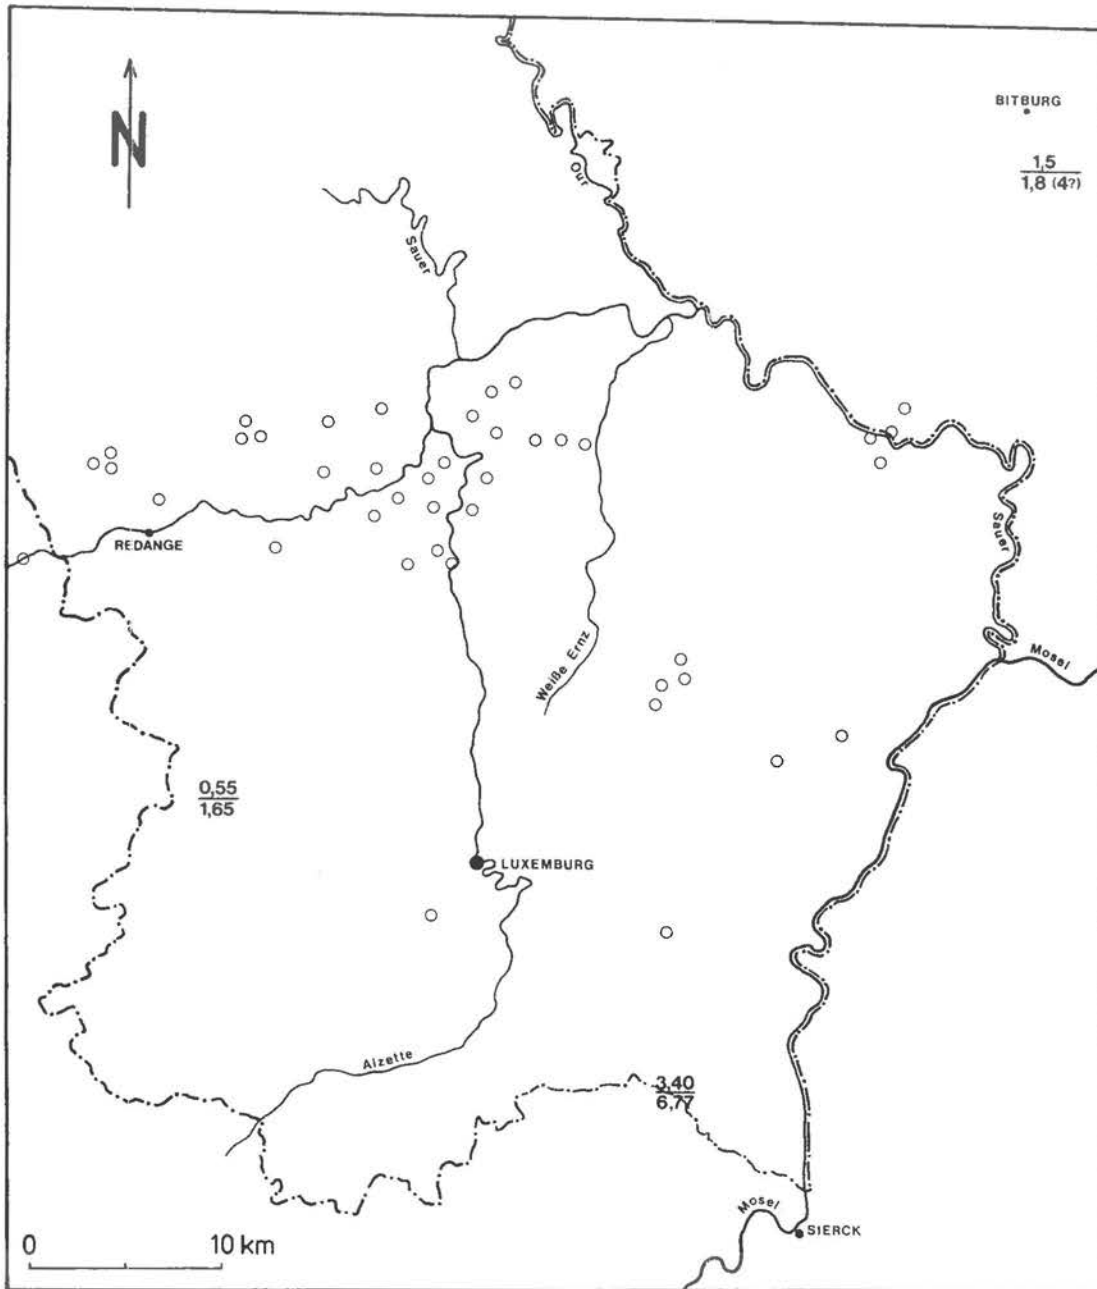 BITBURG
N
1,5
1,8 (4?)
Our
Sauer
REDANGE
Sauer
Mosel
Weiße Ernz
0,55
1,65
LUXEMBURG
Alzette
3,40
6,77
Mosel
SIERCK
0 10 km